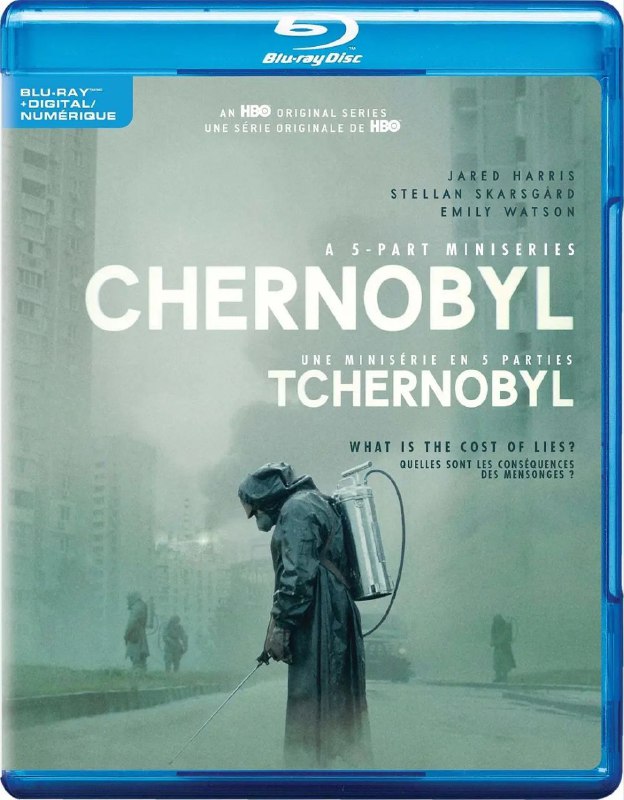 Blu-ray Disc™
BLU-RAY™
+DIGITAL/
NUMÉRIQUE
AN HBO ORIGINAL SERIES
UNE SÉRIE ORIGINALE DE HBO
JARED HARRIS
STELLAN SKARSGÅRD
EMILY WATSON
A 5-PART MINISERIES
CHERNOBYL
UNE MINISÉRIE EN 5 PARTIES
TCHERNOBYL
WHAT IS THE COST OF LIES?
QUELLES SONT LES CONSÉQUENCES
DES MENSONGES ?